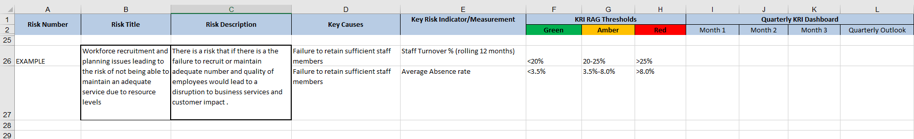 A B C D E F G H I J K L
1
Risk Number Risk Title Risk Description Key Causes Key Risk Indicator/Measurement KRI RAG Thresholds Quarterly KRI Dashboard
2 Green Amber Red Month 1 Month 2 Month 3 Quarterly Outlook
25
26 EXAMPLE
Workforce recruitment and
planning issues leading to
the risk of not being able to
maintain an adequate
service due to resource
levels
There is a risk that if there is a the
failure to recruit or maintain
adequate number and quality of
employees would lead to a
disruption to business services and
customer impact .
Failure to retain sufficient staff
members
Staff Turnover % (rolling 12 months)
<20% 20-25% >25%
Failure to retain sufficient staff
members
Average Absence rate
<3.5% 3.5%-8.0% >8.0%
27
28
29